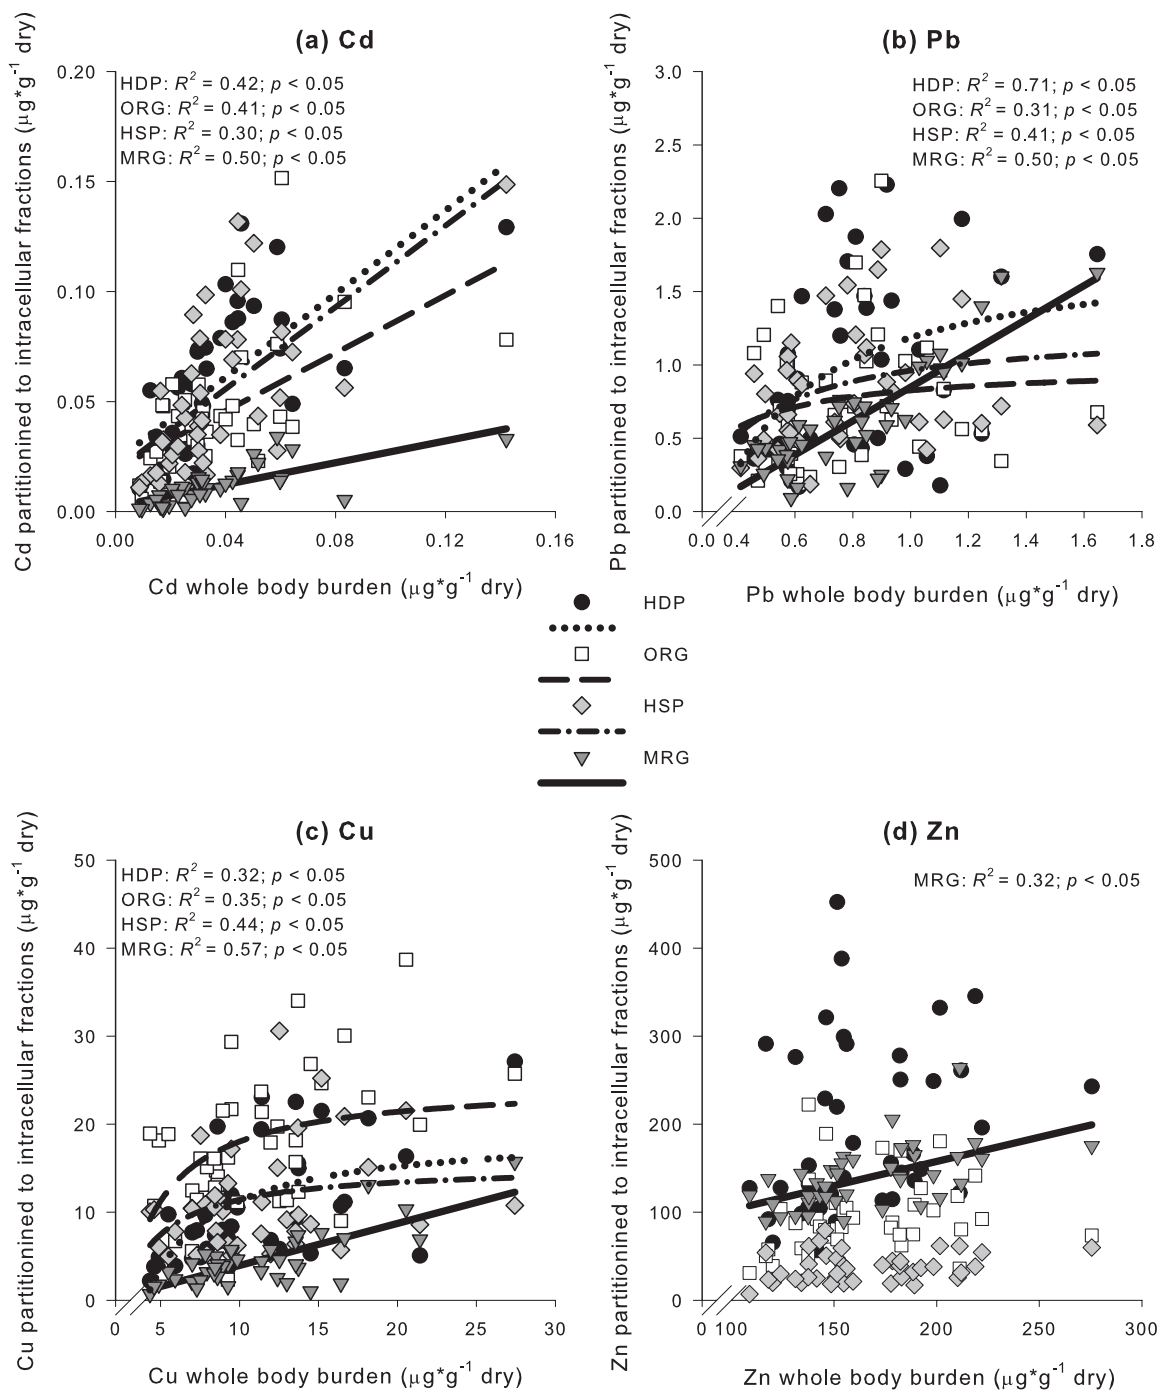 (a) Cd
Cd partitionined to intracellular fractions (μg*g⁻¹ dry)
HDP: R² = 0.42; p < 0.05
ORG: R² = 0.41; p < 0.05
HSP: R² = 0.30; p < 0.05
MRG: R² = 0.50; p < 0.05
0.20
0.15
0.10
0.05
0.00
0.00 0.04 0.08 0.12 0.16
Cd whole body burden (μg*g⁻¹ dry)
(b) Pb
Pb partitionined to intracellular fractions (μg*g⁻¹ dry)
HDP: R² = 0.71; p < 0.05
ORG: R² = 0.31; p < 0.05
HSP: R² = 0.41; p < 0.05
MRG: R² = 0.50; p < 0.05
3.0
2.5
2.0
1.5
1.0
0.5
0.0
0.0 0.4 0.6 0.8 1.0 1.2 1.4 1.6 1.8
Pb whole body burden (μg*g⁻¹ dry)
HDP
ORG
HSP
MRG
(c) Cu
Cu partitionined to intracellular fractions (μg*g⁻¹ dry)
HDP: R² = 0.32; p < 0.05
ORG: R² = 0.35; p < 0.05
HSP: R² = 0.44; p < 0.05
MRG: R² = 0.57; p < 0.05
50
40
30
20
10
0
0 5 10 15 20 25 30
Cu whole body burden (μg*g⁻¹ dry)
(d) Zn
Zn partitionined to intracellular fractions (μg*g⁻¹ dry)
MRG: R² = 0.32; p < 0.05
500
400
300
200
100
0
0 100 150 200 250 300
Zn whole body burden (μg*g⁻¹ dry)